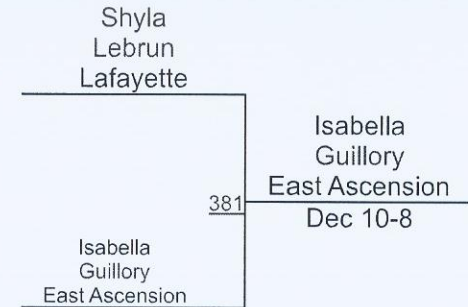 Shyla
Lebrun
Lafayette
Isabella
Guillory
East Ascension
381
Dec 10-8
Isabella
Guillory
East Ascension